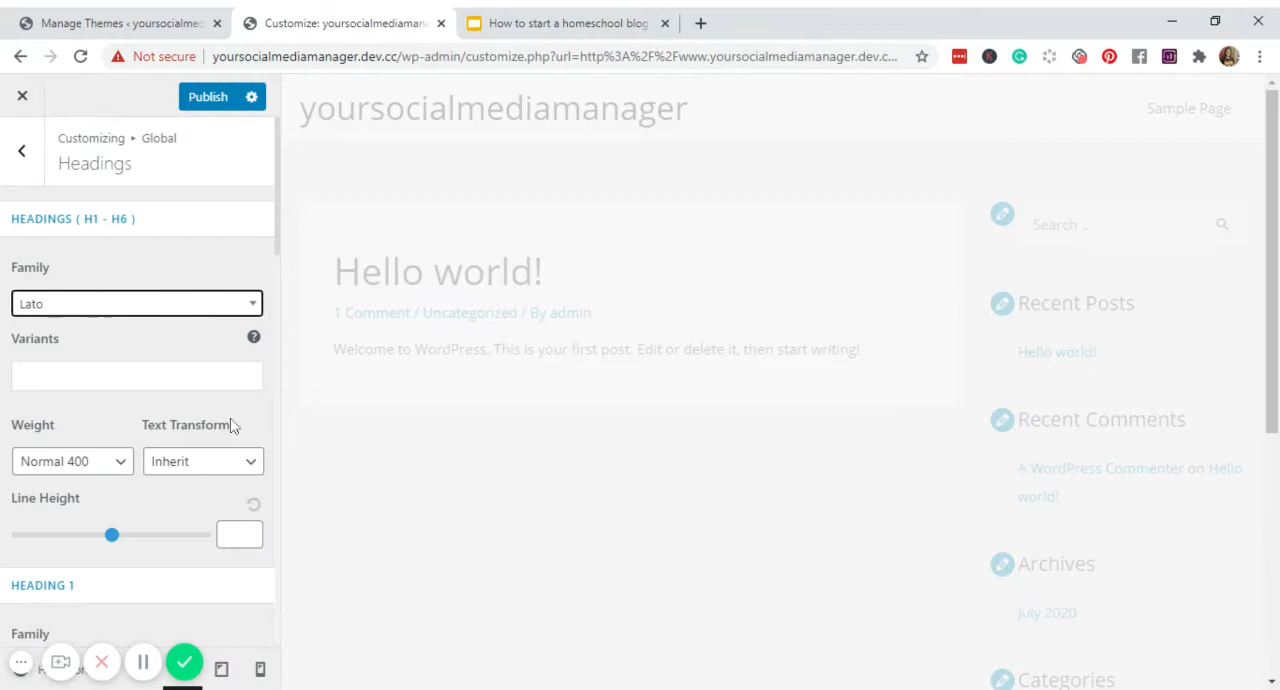 Manage Themes < yoursocialmed
Customize: yoursocialmediamana
How to start a homeschool blog
Not secure
yoursocialmediamanager.dev.cc/wp-admin/customize.php?url=http%3A%2F%2Fwww.yoursocialmediamanager.dev.c...
Publish
Customizing ▸ Global
Headings
HEADINGS ( H1 - H6 )
Family
Lato
Variants
Weight
Text Transform
Normal 400
Inherit
Line Height
HEADING 1
Family
yoursocialmediamanager
Sample Page
Hello world!
1 Comment / Uncategorized / By admin
Welcome to WordPress. This is your first post. Edit or delete it, then start writing!
Search ..
Recent Posts
Hello world!
Recent Comments
A WordPress Commenter on Hello
world!
Archives
July 2020
Categories